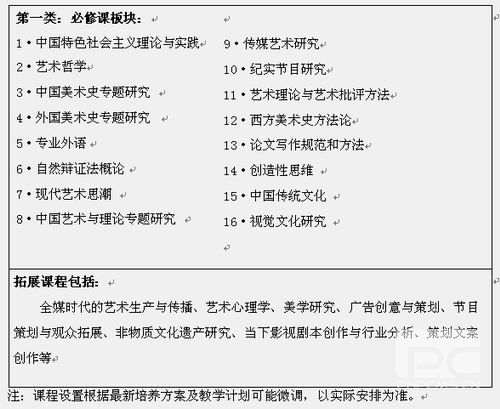 第一类：必修课板块：
1·中国特色社会主义理论与实践
2·艺术哲学
3·中国美术史专题研究
4·外国美术史专题研究
5·专业外语
6·自然辩证法概论
7·现代艺术思潮
8·中国艺术与理论专题研究
9·传媒艺术研究
10·纪实节目研究
11·艺术理论与艺术批评方法
12·西方美术史方法论
13·论文写作规范和方法
14·创造性思维
15·中国传统文化
16·视觉文化研究
拓展课程包括：
全媒时代的艺术生产与传播、艺术心理学、美学研究、广告创意与策划、节目
策划与观众拓展、非物质文化遗产研究、当下影视剧本创作与行业分析、策划文案
创作等
注：课程设置根据最新培养方案及教学计划可能微调，以实际安排为准。